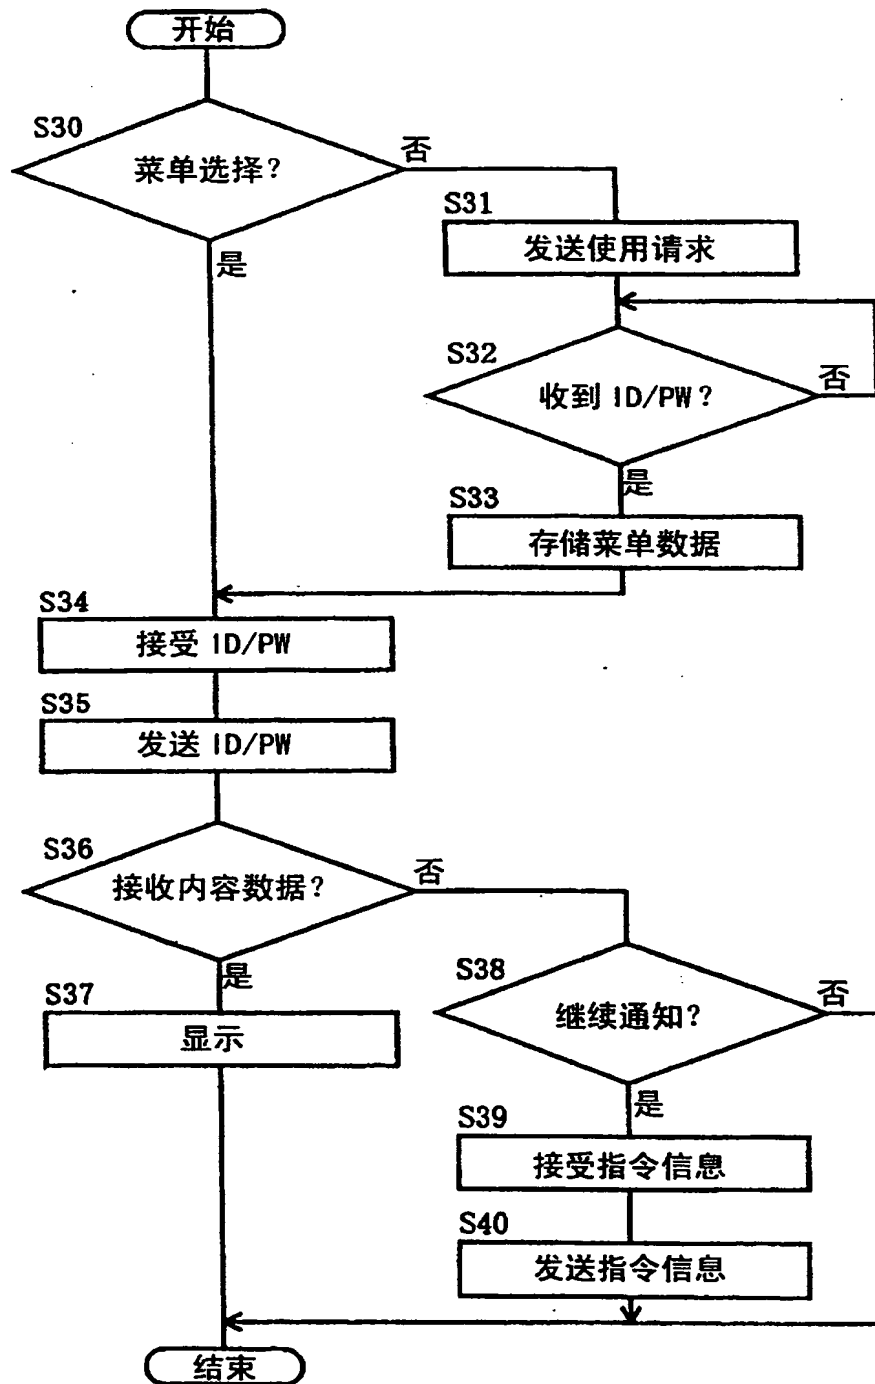 开始
S30
菜单选择?
否
是
S31
发送使用请求
S32
收到 ID/PW?
否
是
S33
存储菜单数据
S34
接受 ID/PW
S35
发送 ID/PW
S36
接收内容数据?
否
是
S37
显示
S38
继续通知?
否
是
S39
接受指令信息
S40
发送指令信息
结束